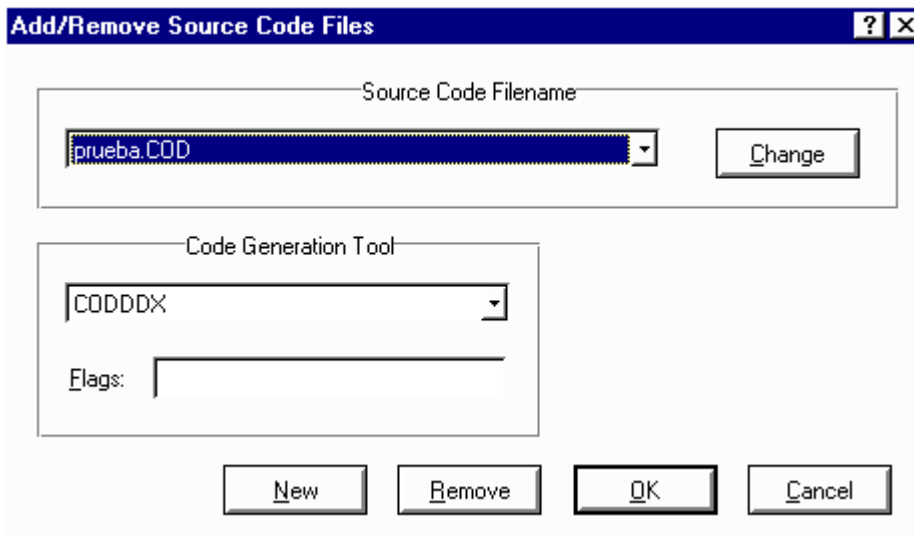 Add/Remove Source Code Files
Source Code Filename
prueba.COD
Change
Code Generation Tool
CODDDX
Flags:
New Remove OK Cancel